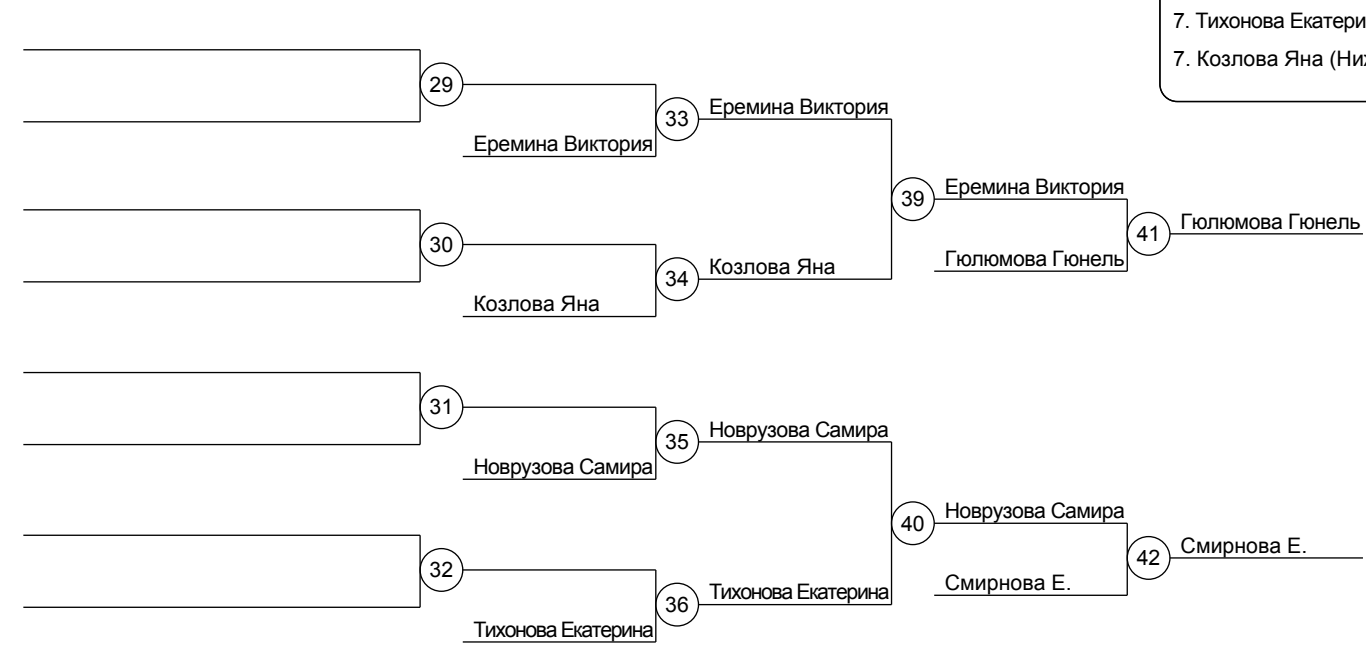 7. Тихонова Екатери
7. Козлова Яна (Ни
29
33
Еремина Виктория
Еремина Виктория
39
Еремина Виктория
30
41
Гюлюмова Гюнель
34
Козлова Яна
Гюлюмова Гюнель
Козлова Яна
31
35
Новрузова Самира
Новрузова Самира
40
Новрузова Самира
32
42
Смирнова Е.
36
Тихонова Екатерина
Смирнова Е.
Тихонова Екатерина